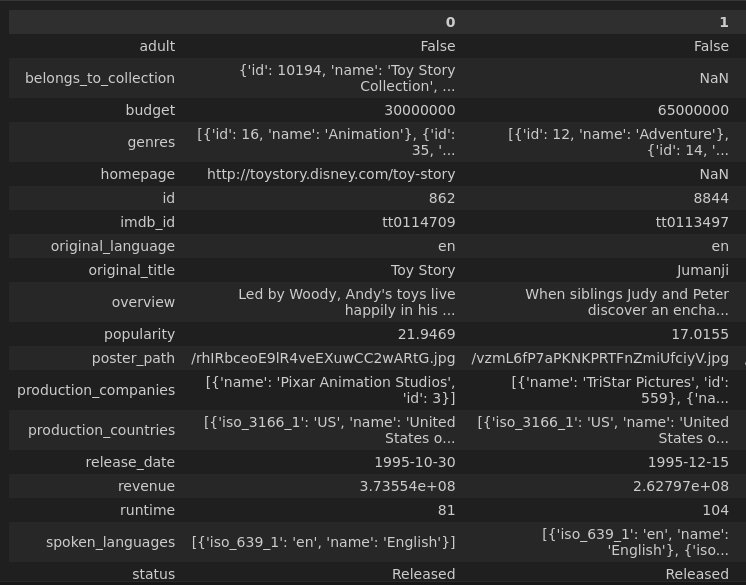 0 1
adult False False
belongs_to_collection {'id': 10194, 'name': 'Toy Story Collection', ... NaN
budget 30000000 65000000
genres [{'id': 16, 'name': 'Animation'}, {'id': 35, '... [{'id': 12, 'name': 'Adventure'}, {'id': 14, '...
homepage http://toystory.disney.com/toy-story NaN
id 862 8844
imdb_id tt0114709 tt0113497
original_language en en
original_title Toy Story Jumanji
overview Led by Woody, Andy's toys live happily in his ... When siblings Judy and Peter discover an encha...
popularity 21.9469 17.0155
poster_path /rhIRbceoE9lR4veEXuwCC2wARtG.jpg /vzmL6fP7aPKNKPRTFnZmiUfciyV.jpg
production_companies [{'name': 'Pixar Animation Studios', 'id': 3}] [{'name': 'TriStar Pictures', 'id': 559}, {'na...
production_countries [{'iso_3166_1': 'US', 'name': 'United States o... [{'iso_3166_1': 'US', 'name': 'United States o...
release_date 1995-10-30 1995-12-15
revenue 3.73554e+08 2.62797e+08
runtime 81 104
spoken_languages [{'iso_639_1': 'en', 'name': 'English'}] [{'iso_639_1': 'en', 'name': 'English'}, {'iso...
status Released Released